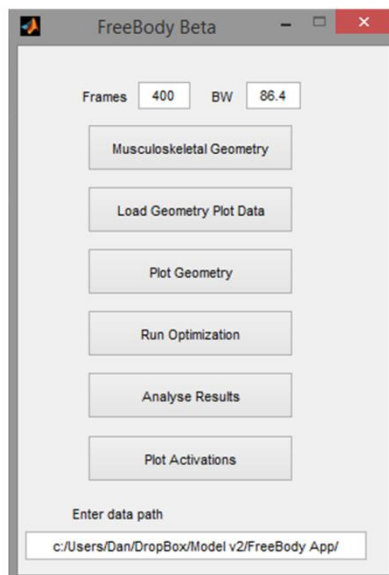 FreeBody Beta
Frames 400 BW 86.4
Musculoskeletal Geometry
Load Geometry Plot Data
Plot Geometry
Run Optimization
Analyse Results
Plot Activations
Enter data path
c:/Users/Dan/DropBox/Model v2/FreeBody App/